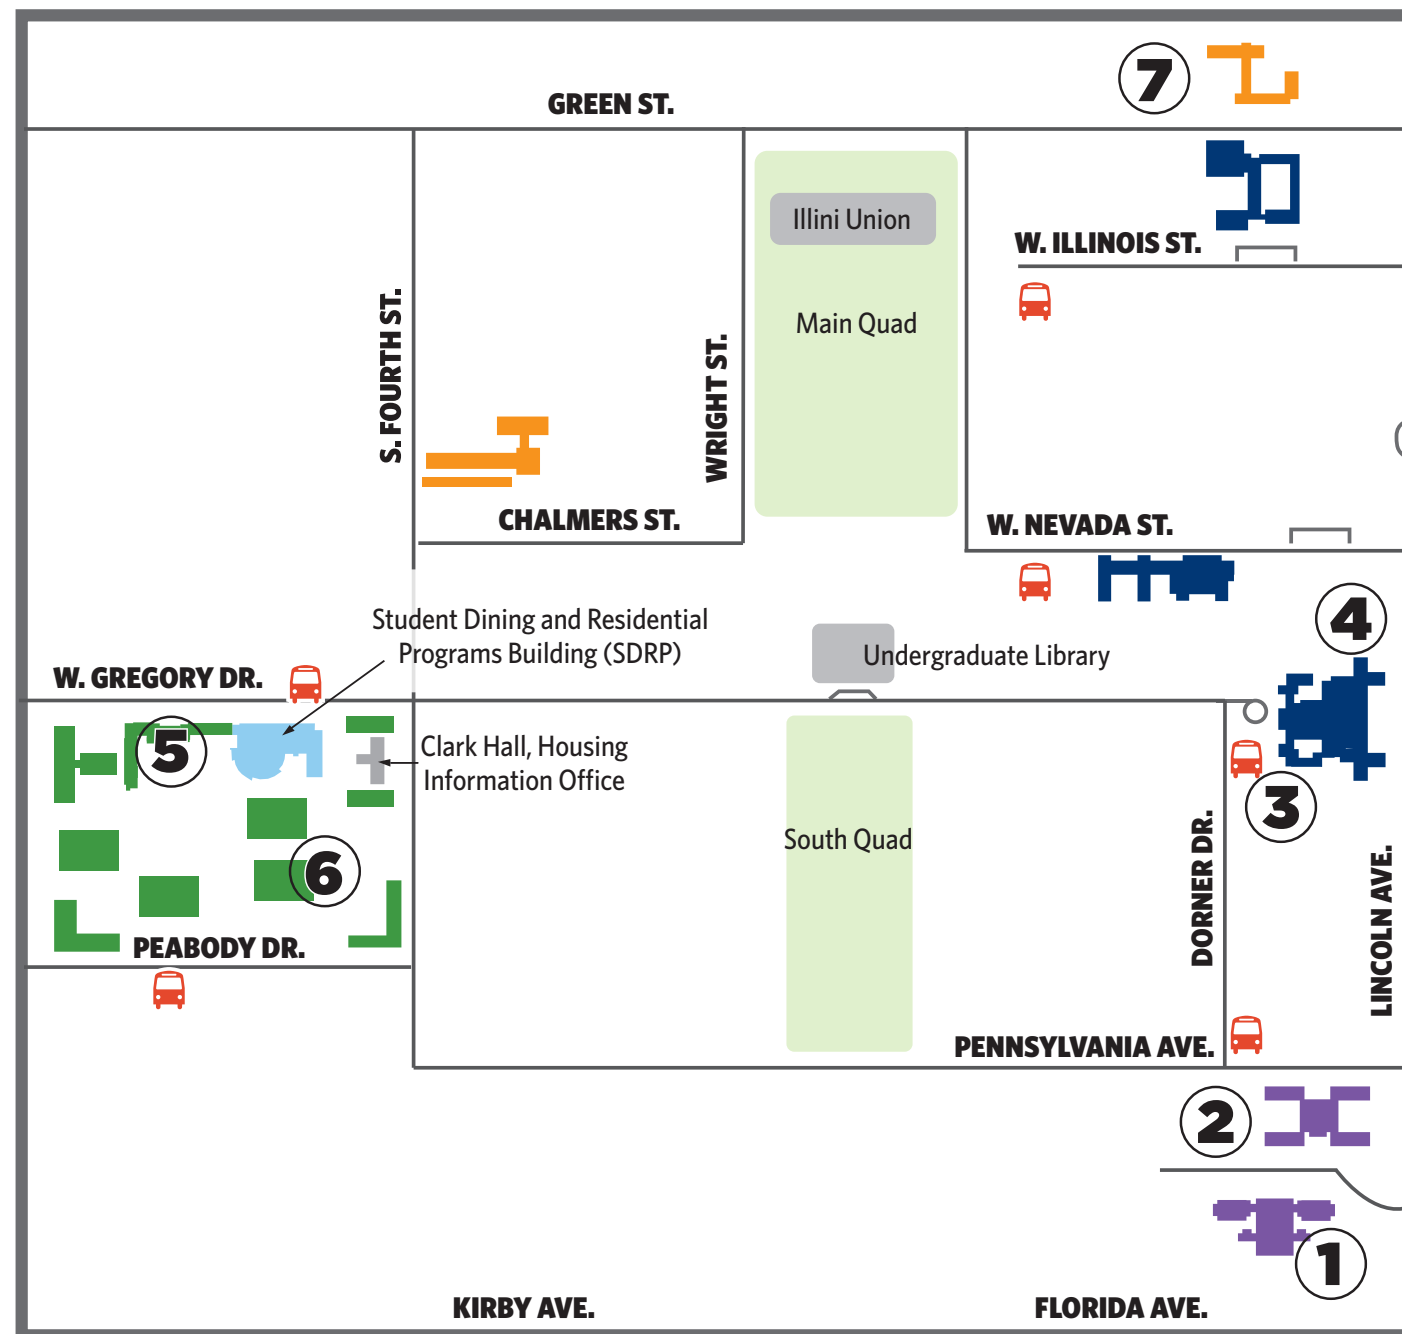 7
GREEN ST.
Illini Union
W. ILLINOIS ST.
Main Quad
S. FOURTH ST.
WRIGHT ST.
CHALMERS ST.
W. NEVADA ST.
4
Student Dining and Residential
Programs Building (SDRP)
Undergraduate Library
W. GREGORY DR.
5
Clark Hall, Housing
Information Office
3
South Quad
6
DORNER DR.
LINCOLN AVE.
PEABODY DR.
PENNSYLVANIA AVE.
2
1
KIRBY AVE.
FLORIDA AVE.